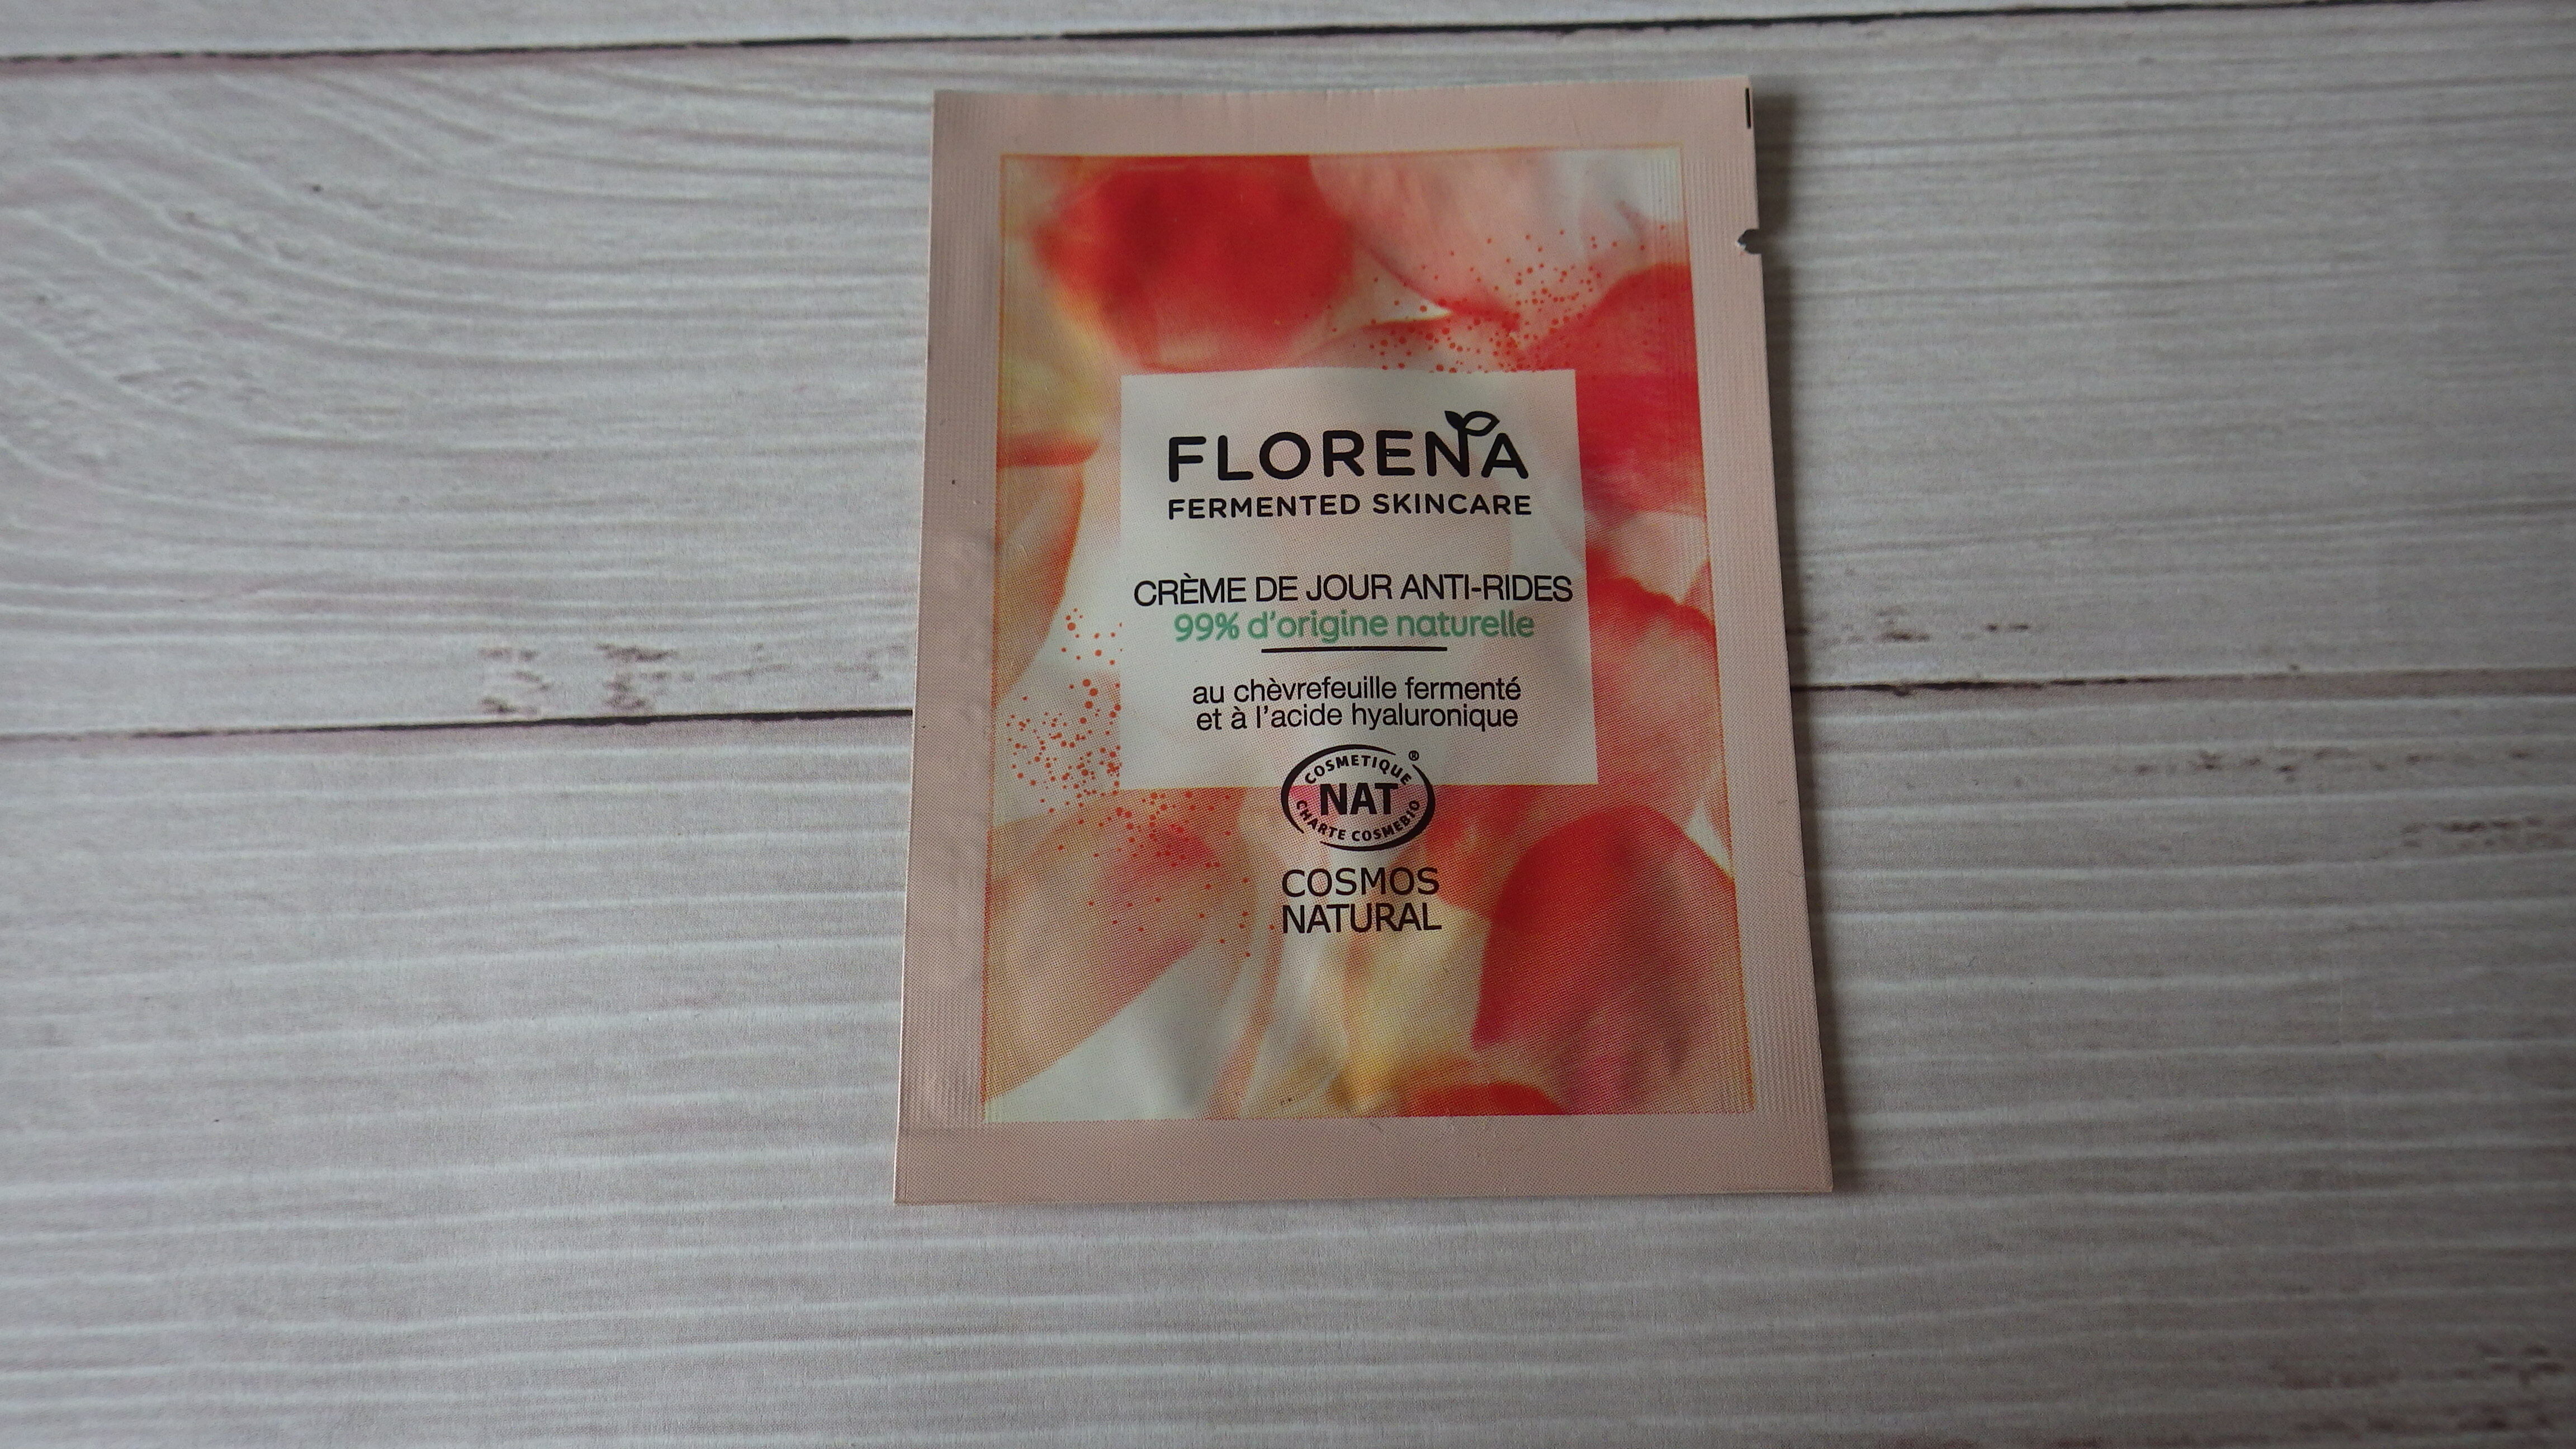 FLORENA
FERMENTED SKINCARE
CRÈME DE JOUR ANTI-RIDES
99% d'origine naturelle
au chèvrefeuille fermenté
et à l'acide hyaluronique
COSMETIQUE ®
NAT
CHARTE COSMEBIO
COSMOS
NATURAL